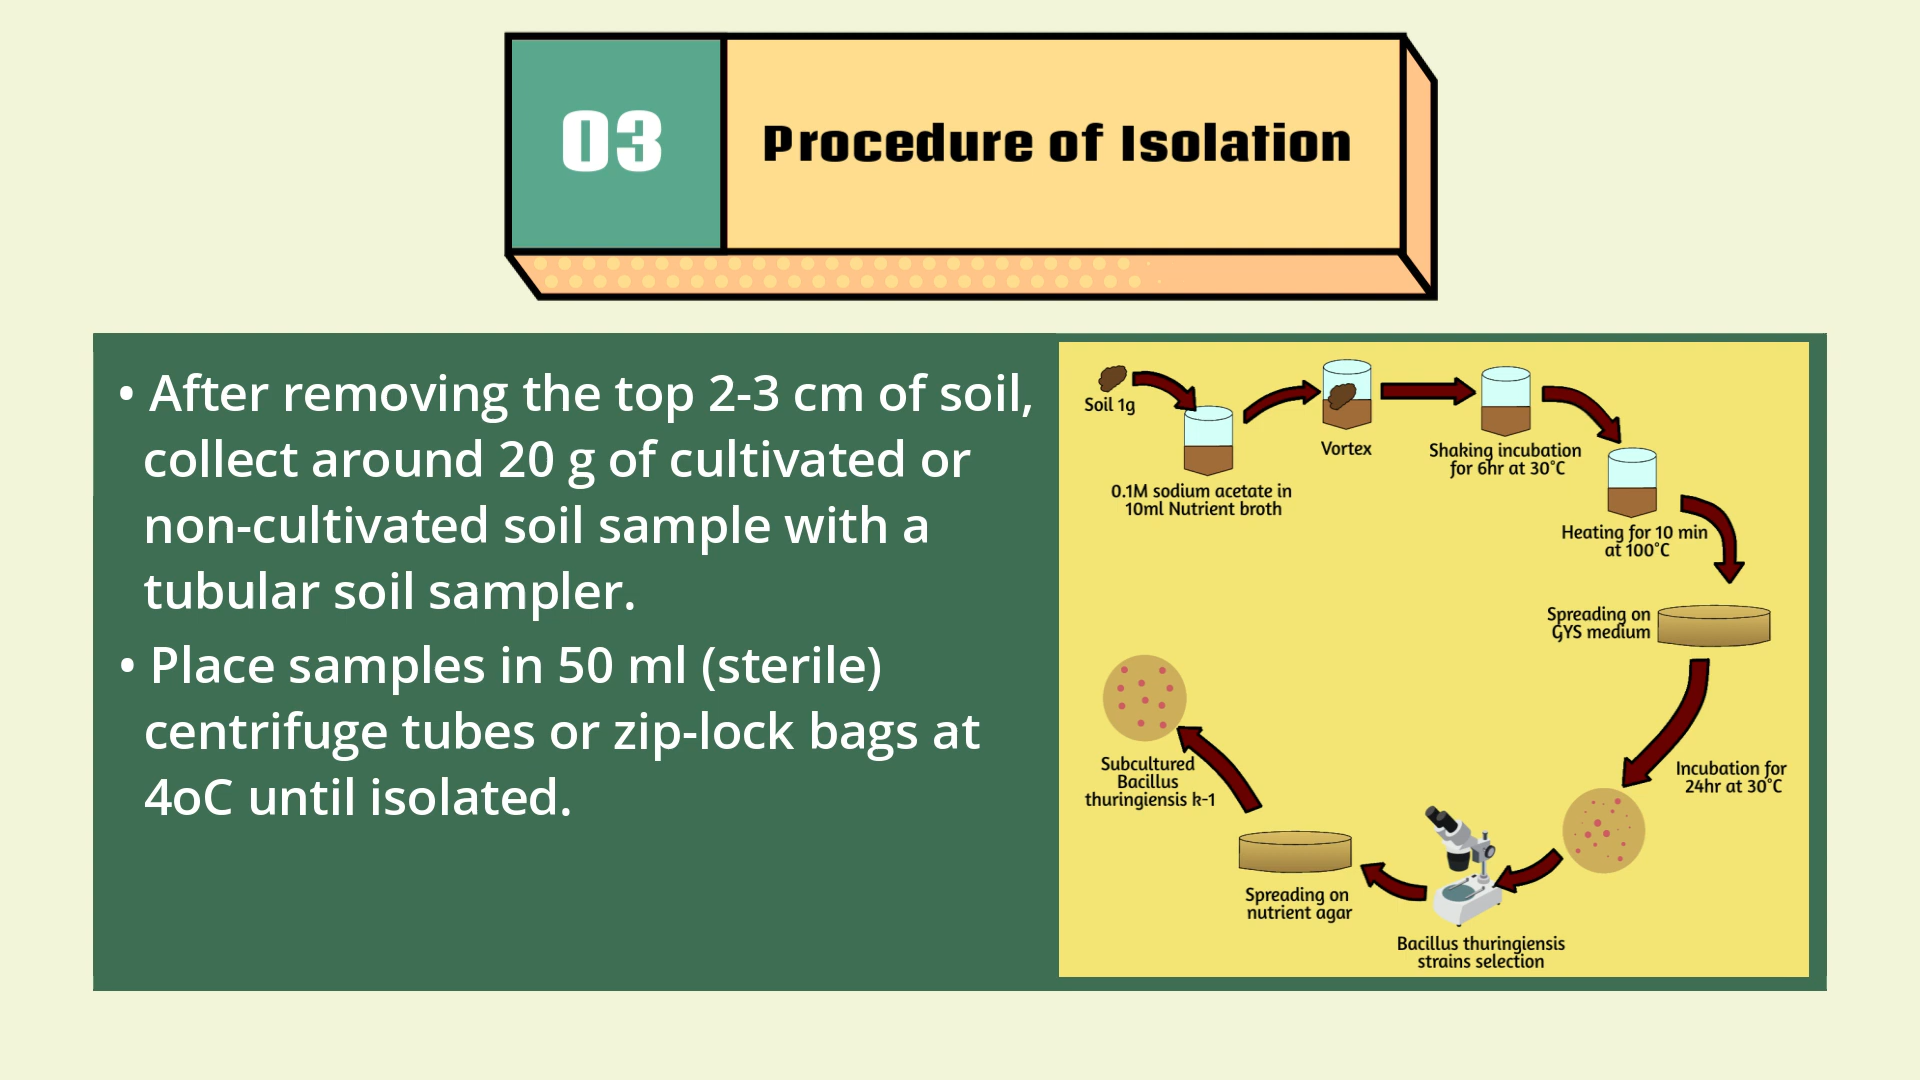 03
Procedure of Isolation
• After removing the top 2-3 cm of soil,
collect around 20 g of cultivated or
non-cultivated soil sample with a
tubular soil sampler.
• Place samples in 50 ml (sterile)
centrifuge tubes or zip-lock bags at
4oC until isolated.
Soil 1g
0.1M sodium acetate in
10ml Nutrient broth
Vortex
Shaking incubation
for 6hr at 30˚C
Heating for 10 min
at 100˚C
Spreading on
GYS medium
Incubation for
24hr at 30˚C
Bacillus thuringiensis
strains selection
Spreading on
nutrient agar
Subcultured
Bacillus
thuringiensis k-1